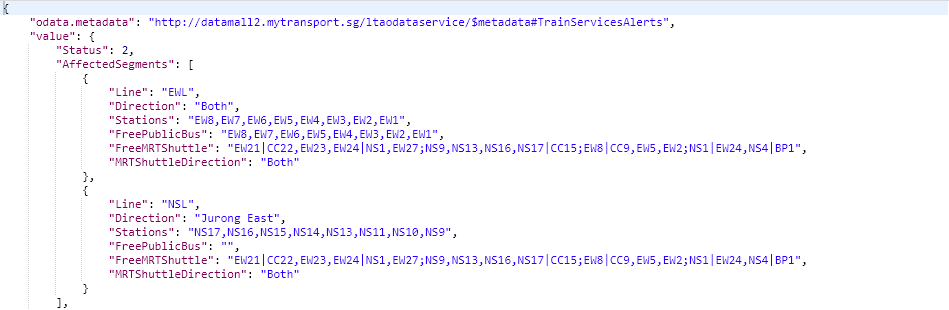 {
"odata.metadata": "http://datamall2.mytransport.sg/ltaodataservice/$metadata#TrainServicesAlerts",
"value": {
"Status": 2,
"AffectedSegments": [
{
"Line": "EWL",
"Direction": "Both",
"Stations": "EW8,EW7,EW6,EW5,EW4,EW3,EW2,EW1",
"FreePublicBus": "EW8,EW7,EW6,EW5,EW4,EW3,EW2,EW1",
"FreeMRTShuttle": "EW21|CC22,EW23,EW24|NS1,EW27;NS9,NS13,NS16,NS17|CC15;EW8|CC9,EW5,EW2;NS1|EW24,NS4|BP1",
"MRTShuttleDirection": "Both"
},
{
"Line": "NSL",
"Direction": "Jurong East",
"Stations": "NS17,NS16,NS15,NS14,NS13,NS11,NS10,NS9",
"FreePublicBus": "",
"FreeMRTShuttle": "EW21|CC22,EW23,EW24|NS1,EW27;NS9,NS13,NS16,NS17|CC15;EW8|CC9,EW5,EW2;NS1|EW24,NS4|BP1",
"MRTShuttleDirection": "Both"
}
],